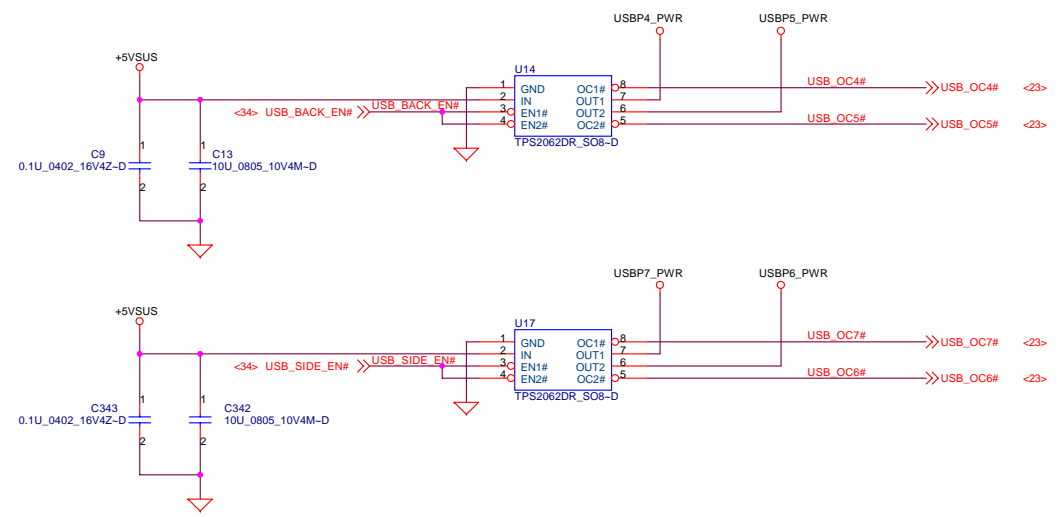 USBP4_PWR USBP5_PWR
+5VSUS
U14
1 GND OC1# 8 USB_OC4# USB_OC4# <23>
2 IN OUT1 7
<34> USB_BACK_EN# USB_BACK_EN# 3 EN1# OUT2 6
4 EN2# OC2# 5 USB_OC5# USB_OC5# <23>
TPS2062DR_SO8~D
1 1
C9 C13
0.1U_0402_16V4Z~D 10U_0805_10V4M~D
2 2
USBP7_PWR USBP6_PWR
+5VSUS
U17
1 GND OC1# 8 USB_OC7# USB_OC7# <23>
2 IN OUT1 7
<34> USB_SIDE_EN# USB_SIDE_EN# 3 EN1# OUT2 6
4 EN2# OC2# 5 USB_OC6# USB_OC6# <23>
TPS2062DR_SO8~D
1 1
C343 C342
0.1U_0402_16V4Z~D 10U_0805_10V4M~D
2 2